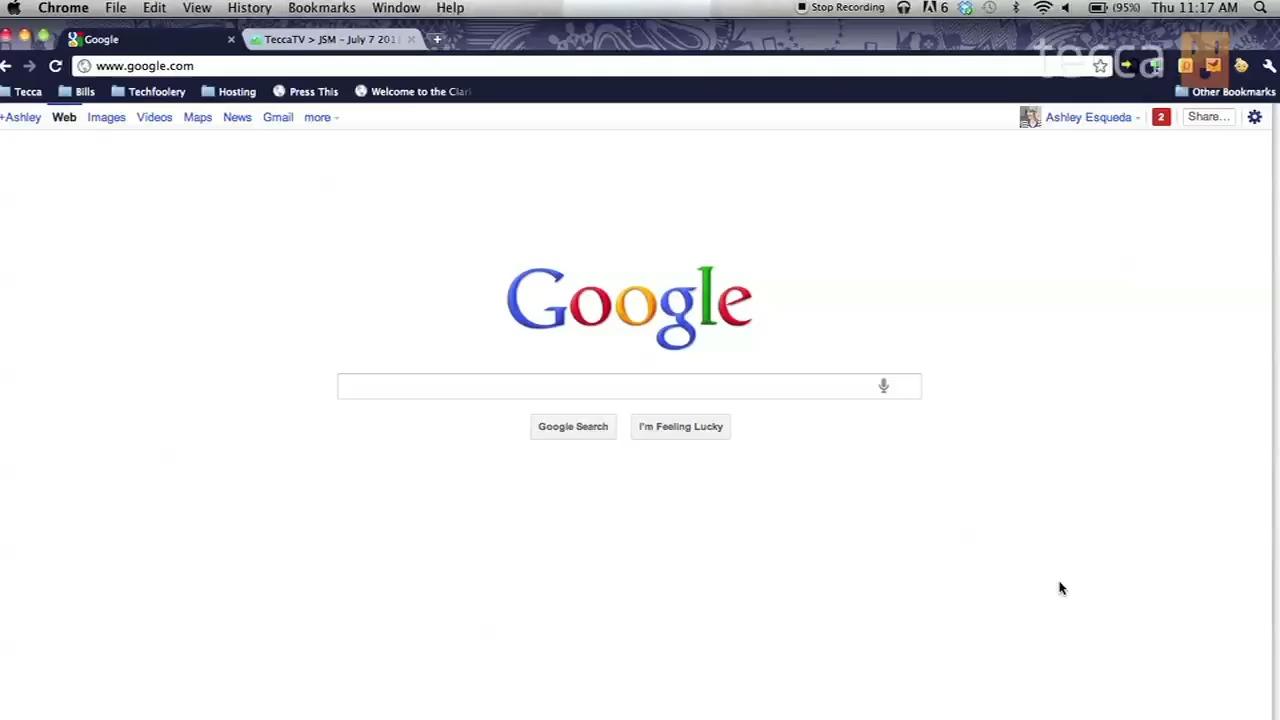 Chrome File Edit View History Bookmarks Window Help Stop Recording 6 (95%) Thu 11:17 AM
Google TeccaTV > JSM - July 7 201
www.google.com tecca
Tecca Bills Techfoolery Hosting Press This Welcome to the Clari Other Bookmarks
+Ashley Web Images Videos Maps News Gmail more Ashley Esqueda 2 Share...
Google
Google Search I'm Feeling Lucky